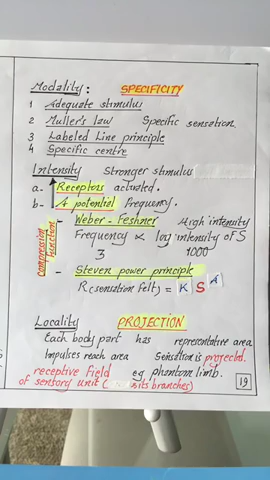 Modality: SPECIFICITY
1 Adequate stimulus
2 Muller's law Specific sensation
3 Labeled Line principle
4 Specific centre
Intensity Stronger stimulus
a- Receptors actuated.
b- A potential frequency.
- Weber-Feshner High intensity
Compression function
Frequency ∝ log intensity of S
3 1000
- Steven power principle
R (sensation felt) = K S A
Locality PROJECTION
Each body part has representative area
Impulses reach area Sensation is projected.
receptive field eg. phantom limb.
of sensory unit ( its branches)
19